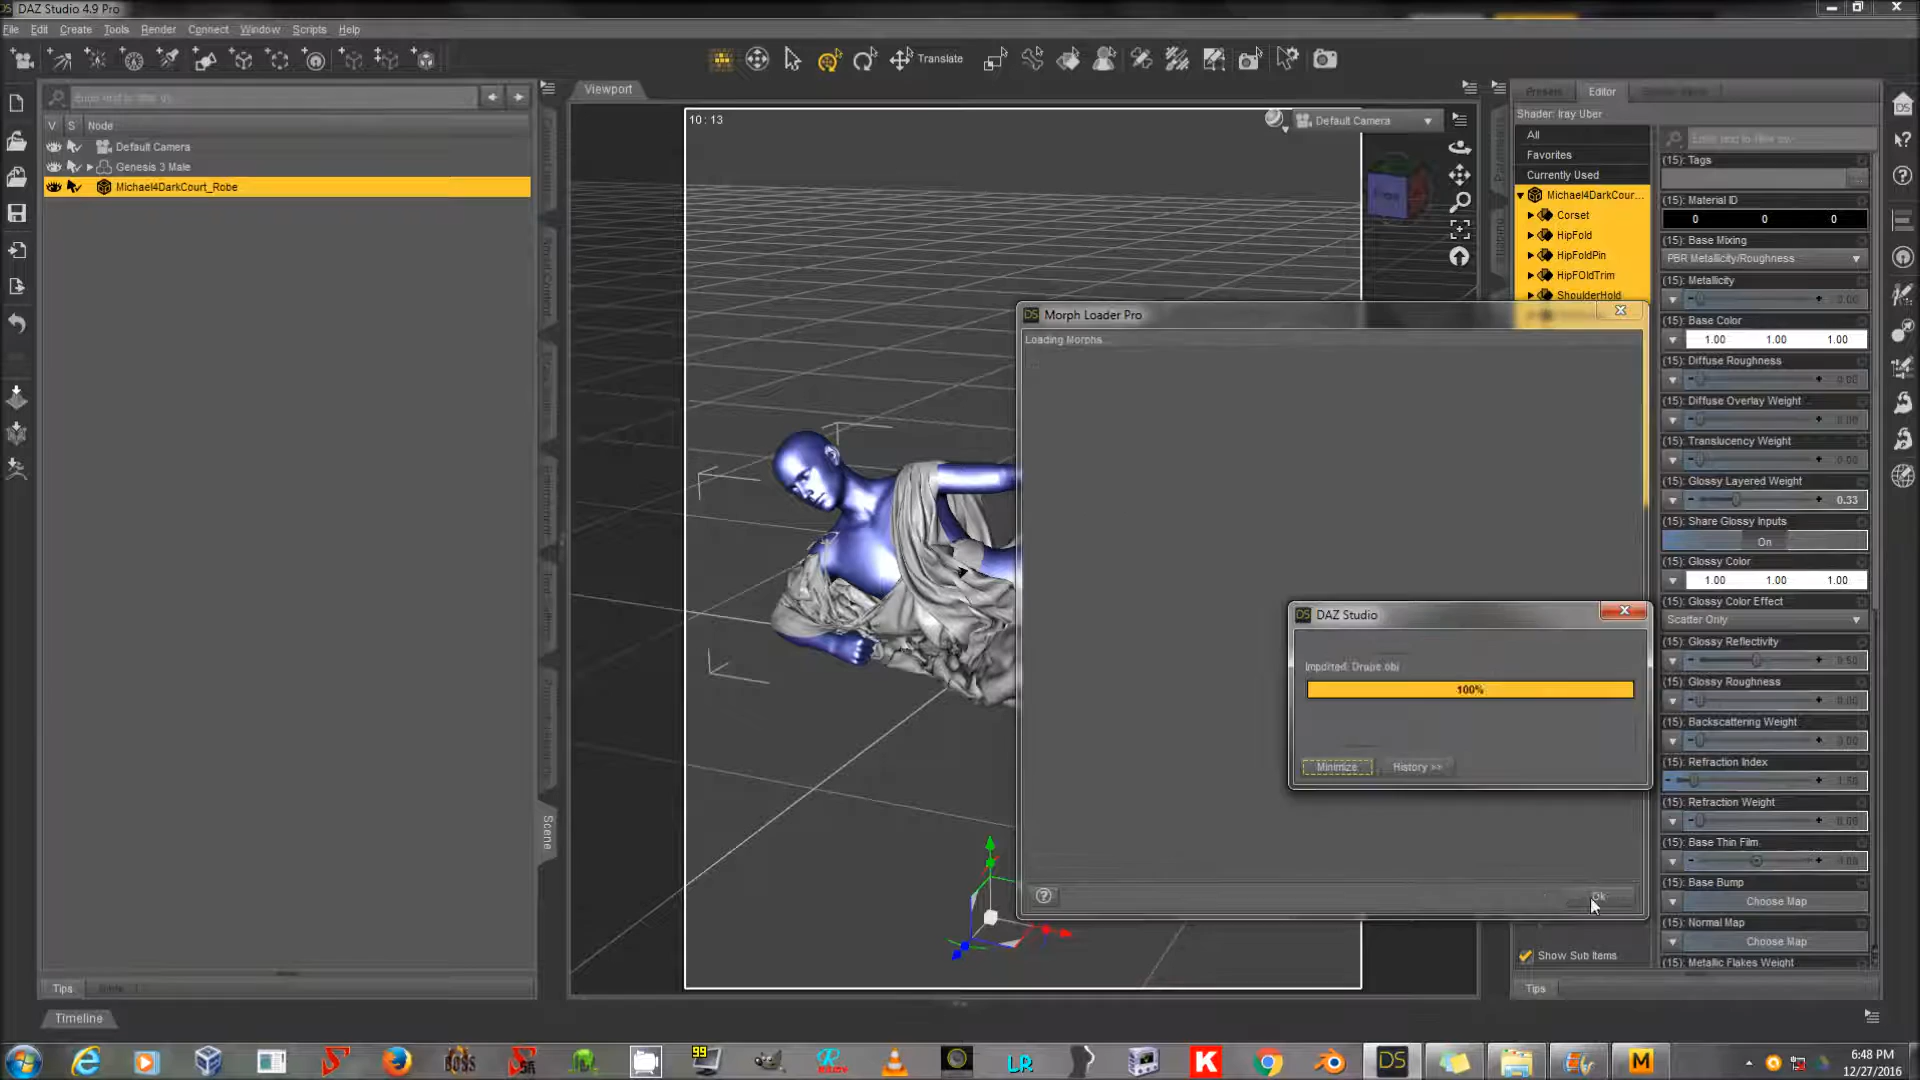 DAZ Studio 4.9 Pro
File Edit Create Tools Render Connect Window Scripts Help
Translate
Viewport
Presets Editor
10 : 13
Default Camera
Shader: Iray Uber
V S Node
Default Camera
Genesis 3 Male
Michael4DarkCourt_Robe
All
Favorites
Currently Used
Michael4DarkCour...
Corset
HipFold
HipFoldPin
HipFOldTrim
ShoulderHold
Show Sub Items
Tips
(15): Tags
(15): Material ID
0 0 0
(15): Base Mixing
PBR Metallicity/Roughness
(15): Metallicity
0.00
(15): Base Color
1.00 1.00 1.00
(15): Diffuse Roughness
0.00
(15): Diffuse Overlay Weight
0.00
(15): Translucency Weight
0.00
(15): Glossy Layered Weight
0.33
(15): Share Glossy Inputs
On
(15): Glossy Color
1.00 1.00 1.00
(15): Glossy Color Effect
Scatter Only
(15): Glossy Reflectivity
0.50
(15): Glossy Roughness
0.00
(15): Backscattering Weight
0.00
(15): Refraction Index
1.50
(15): Refraction Weight
0.00
(15): Base Thin Film
(15): Base Bump
Choose Map
(15): Normal Map
Choose Map
(15): Metallic Flakes Weight
Morph Loader Pro
Loading Morphs...
Ok
DAZ Studio
Imported: Drape.obj
100%
Minimize History >>
Scene
Tips
Timeline
99
LR
K
DS
M
6:48 PM
12/27/2016